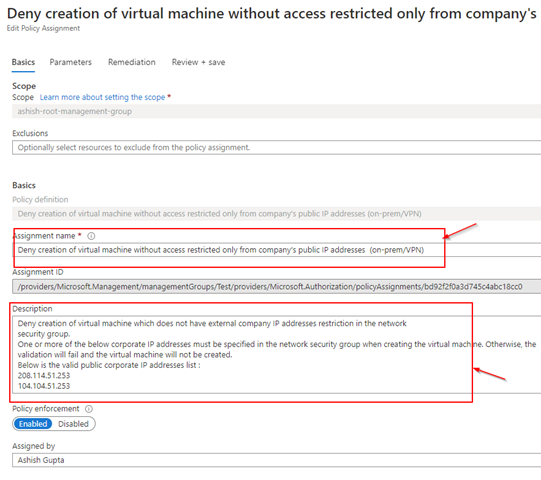 Deny creation of virtual machine without access restricted only from company's
Edit Policy Assignment
Basics Parameters Remediation Review + save
Scope
Scope Learn more about setting the scope *
ashish-root-management-group
Exclusions
Optionally select resources to exclude from the policy assignment.
Basics
Policy definition
Deny creation of virtual machine without access restricted only from company's public IP addresses (on-prem/VPN)
Assignment name *
Deny creation of virtual machine without access restricted only from company's public IP addresses (on-prem/VPN)
Assignment ID
/providers/Microsoft.Management/managementGroups/Test/providers/Microsoft.Authorization/policyAssignments/bd92f2f0a3d745c4abc18cc0
Description
Deny creation of virtual machine which does not have external company IP addresses restriction in the network
security group.
One or more of the below corporate IP addresses must be specified in the network security group when creating the virtual machine. Otherwise, the
validation will fail and the virtual machine will not be created.
Below is the valid public corporate IP addresses list :
208.114.51.253
104.104.51.253
Policy enforcement
Enabled Disabled
Assigned by
Ashish Gupta